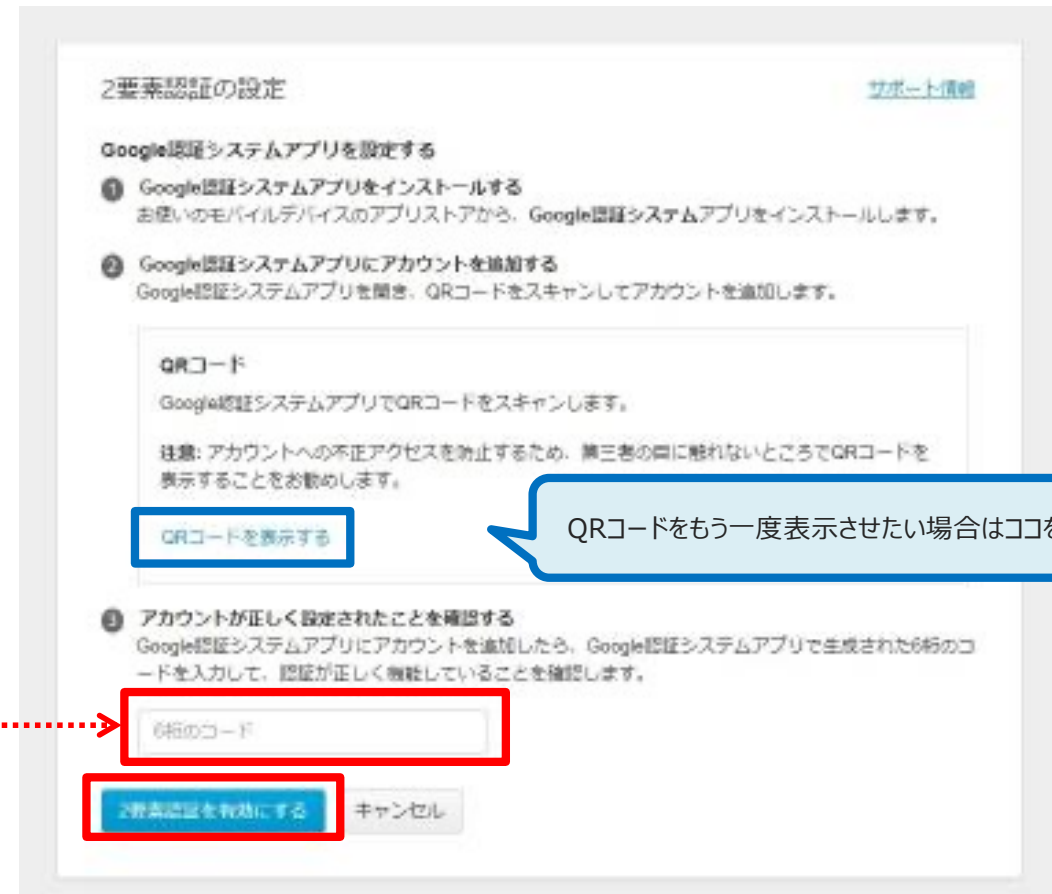 2要素認証の設定
サポート情報
Google認証システムアプリを設定する
1 Google認証システムアプリをインストールする
お使いのモバイルデバイスのアプリストアから、Google認証システムアプリをインストールします。
2 Google認証システムアプリにアカウントを追加する
Google認証システムアプリを開き、QRコードをスキャンしてアカウントを追加します。
QRコード
Google認証システムアプリでQRコードをスキャンします。
注意: アカウントへの不正アクセスを防止するため、第三者の目に触れないところでQRコードを
表示することをお勧めします。
QRコードを表示する
QRコードをもう一度表示させたい場合はココを
3 アカウントが正しく設定されたことを確認する
Google認証システムアプリにアカウントを追加したら、Google認証システムアプリで生成された6桁のコ
ードを入力して、認証が正しく機能していることを確認します。
6桁のコード
2要素認証を有効にする
キャンセル